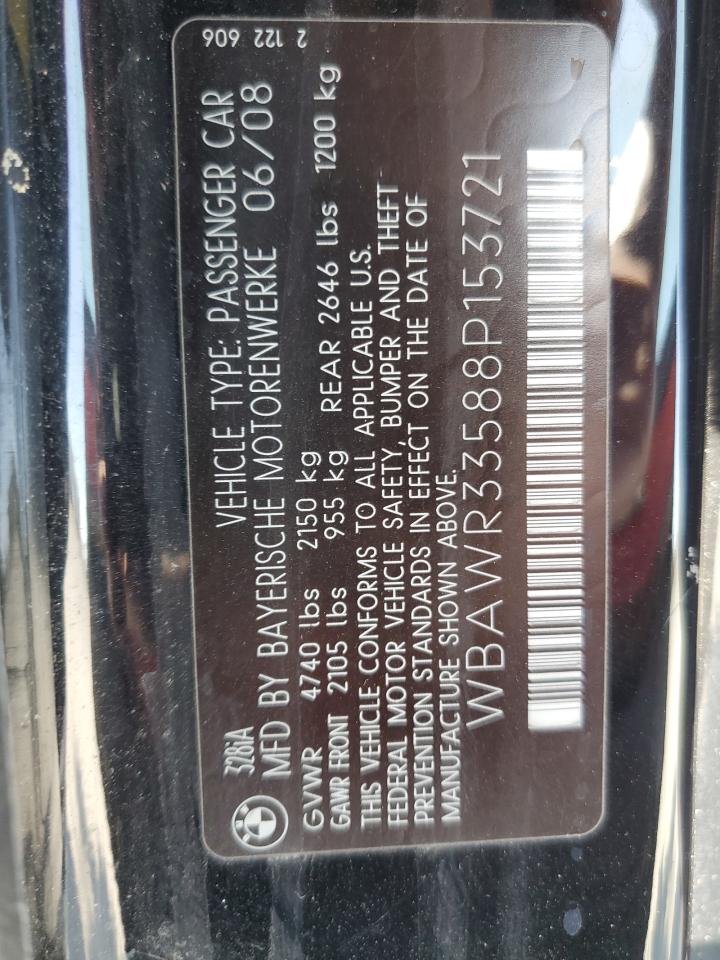 2 122 606
328iA VEHICLE TYPE: PASSENGER CAR
MFD BY BAYERISCHE MOTORENWERKE 06/08
GVWR 4740 lbs 2150 kg
GAWR FRONT 2105 lbs 955 kg REAR 2646 lbs 1200 kg
THIS VEHICLE CONFORMS TO ALL APPLICABLE U.S.
FEDERAL MOTOR VEHICLE SAFETY, BUMPER AND THEFT
PREVENTION STANDARDS IN EFFECT ON THE DATE OF
MANUFACTURE SHOWN ABOVE.
WBAWR33588P153721